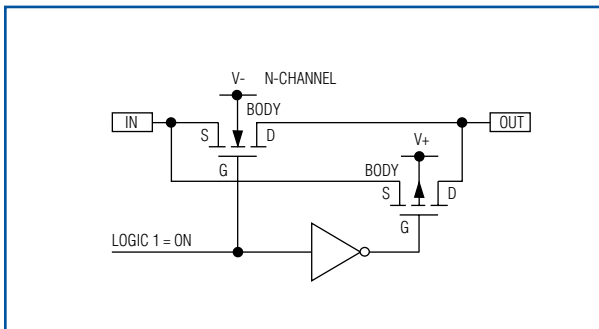 V- N-CHANNEL
BODY
IN
S
D
G
OUT
V+
BODY
S
D
G
LOGIC 1 = ON